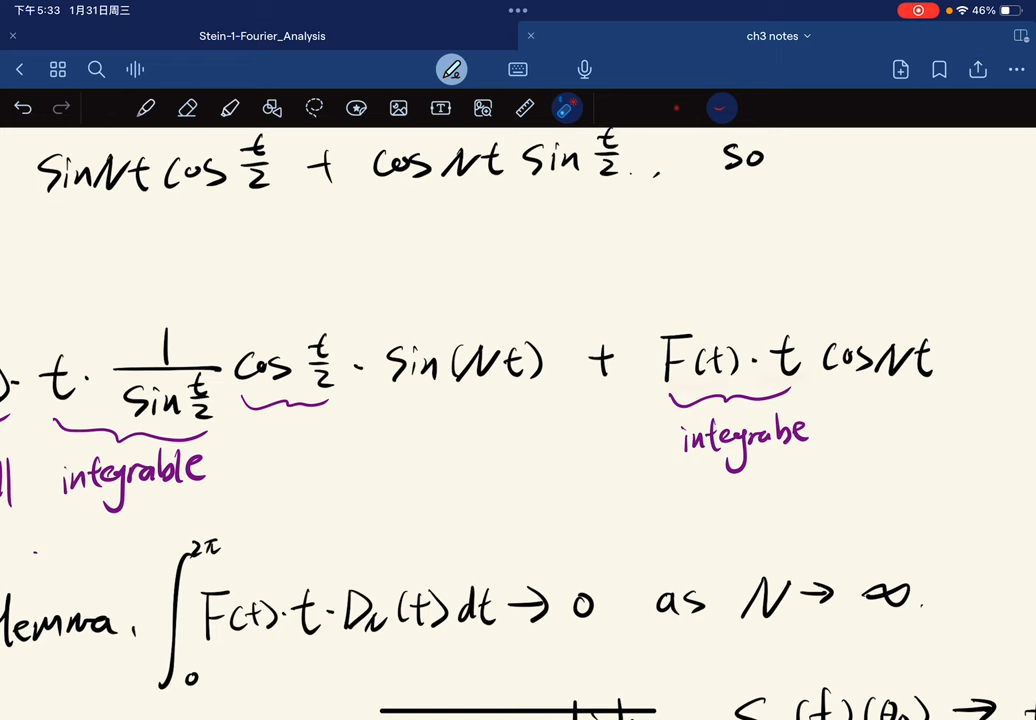 下午5:33 1月31日周三 46%
Stein-1-Fourier_Analysis ch3 notes
sinNt cos t/2 + cosNt sin t/2 . , so
t · 1/(sin t/2) cos t/2 · sin(Nt) + F(t) · t cosNt
integrable integrabe
lemma, ∫₀^{2π} F(t)·t·D_N(t)dt → 0 as N → ∞.